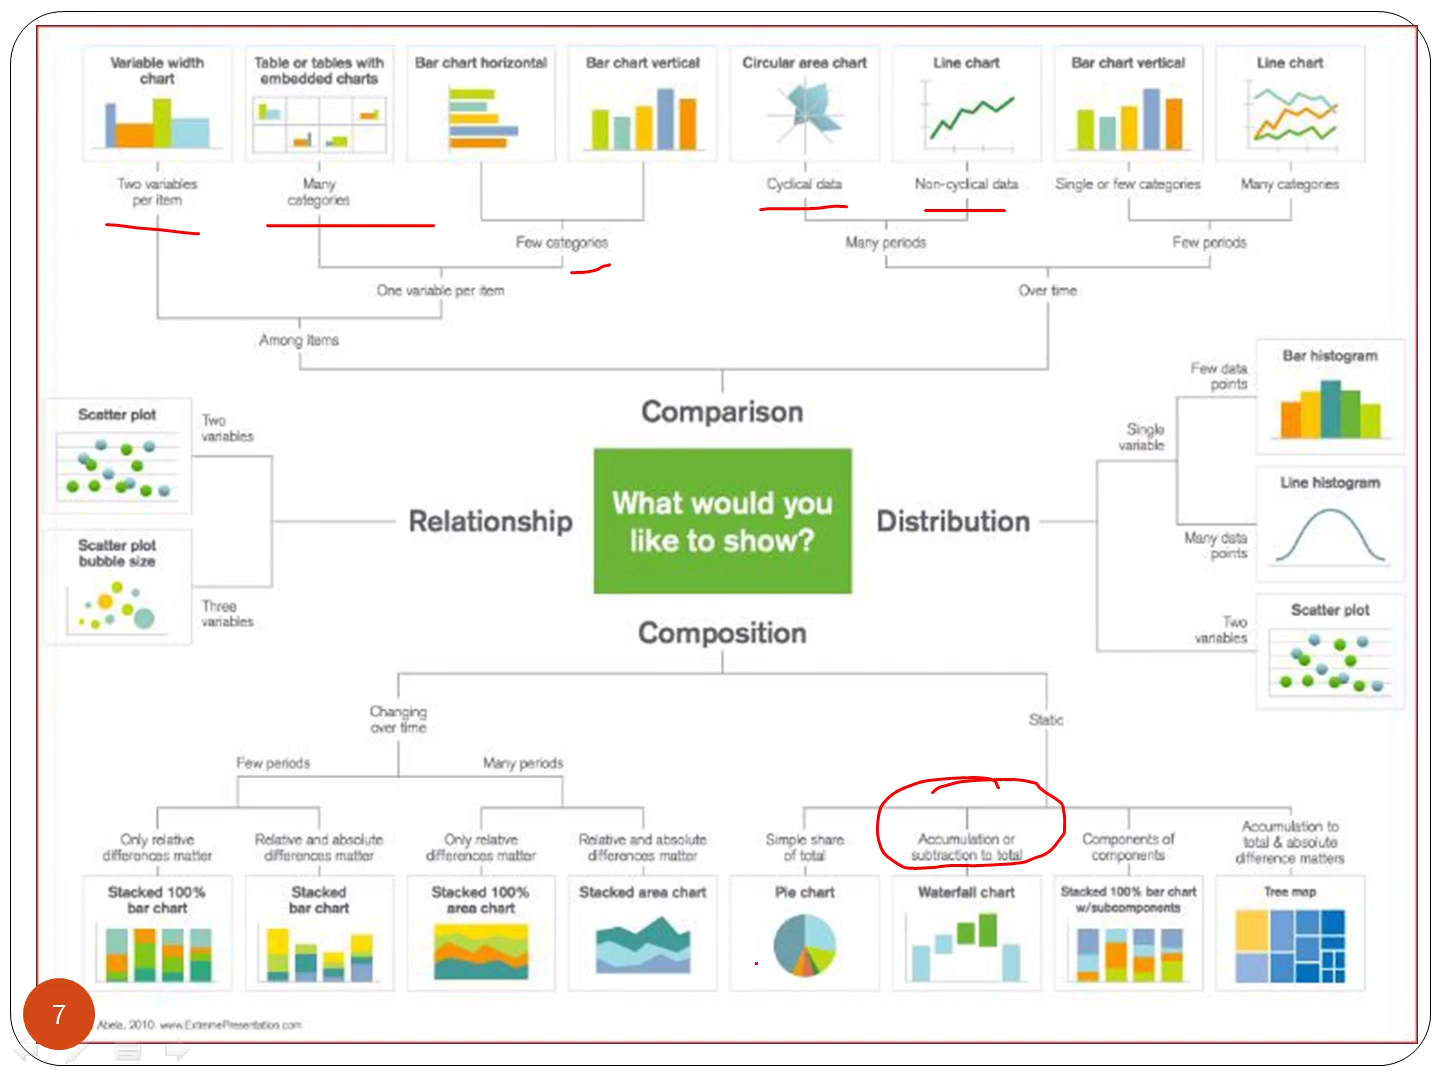 Variable width
chart
Table or tables with
embedded charts
Bar chart horizontal
Bar chart vertical
Circular area chart
Line chart
Bar chart vertical
Line chart
Two variables
per item
Many
categories
Cyclical data
Non-cyclical data
Single or few categories
Many categories
Few categories
Many periods
Few periods
One variable per item
Over time
Among items
Comparison
Scatter plot
Two
variables
Scatter plot
bubble size
Three
variables
Relationship
What would you
like to show?
Distribution
Single
variable
Few data
points
Bar histogram
Many data
points
Line histogram
Two
variables
Scatter plot
Composition
Changing
over time
Static
Few periods
Many periods
Only relative
differences matter
Relative and absolute
differences matter
Only relative
differences matter
Relative and absolute
differences matter
Simple share
of total
Accumulation or
subtraction to total
Components of
components
Accumulation to
total & absolute
difference matters
Stacked 100%
bar chart
Stacked
bar chart
Stacked 100%
area chart
Stacked area chart
Pie chart
Waterfall chart
Stacked 100% bar chart
w/subcomponents
Tree map
7
Abela, 2010. www.ExtremePresentation.com